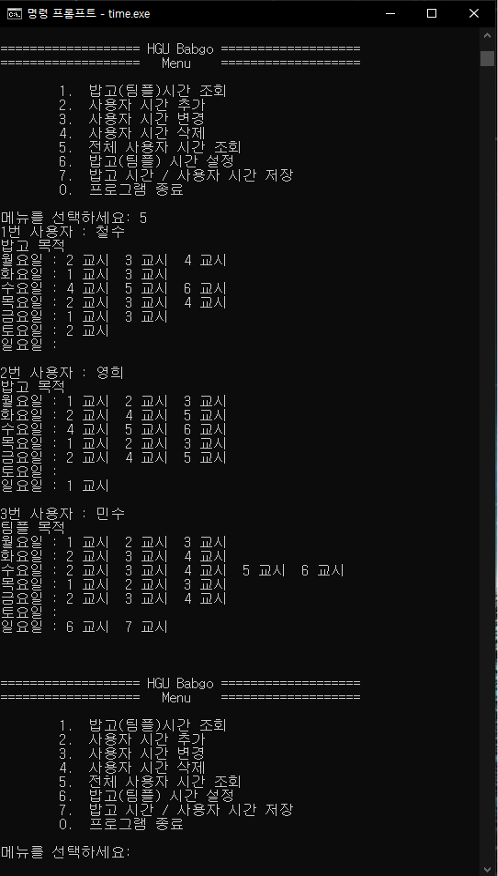 명령 프롬프트 - time.exe
=================== HGU Babgo ===================
===================   Menu    ===================
1.  밥고(팀플)시간 조회
2.  사용자 시간 추가
3.  사용자 시간 변경
4.  사용자 시간 삭제
5.  전체 사용자 시간 조회
6.  밥고(팀플) 시간 설정
7.  밥고 시간 / 사용자 시간 저장
0.  프로그램 종료
메뉴를 선택하세요: 5
1번 사용자 : 철수
밥고 목적
월요일 : 2 교시  3 교시  4 교시
화요일 : 1 교시  3 교시
수요일 : 4 교시  5 교시  6 교시
목요일 : 2 교시  3 교시  4 교시
금요일 : 1 교시  3 교시
토요일 : 2 교시
일요일 :
2번 사용자 : 영희
밥고 목적
월요일 : 1 교시  2 교시  3 교시
화요일 : 2 교시  4 교시  5 교시
수요일 : 4 교시  5 교시  6 교시
목요일 : 1 교시  2 교시  3 교시
금요일 : 2 교시  4 교시  5 교시
토요일 :
일요일 : 1 교시
3번 사용자 : 민수
팀플 목적
월요일 : 1 교시  2 교시  3 교시
화요일 : 2 교시  3 교시  4 교시
수요일 : 2 교시  3 교시  4 교시  5 교시  6 교시
목요일 : 1 교시  2 교시  3 교시
금요일 : 2 교시  3 교시  4 교시
토요일 :
일요일 : 6 교시  7 교시
=================== HGU Babgo ===================
===================   Menu    ===================
1.  밥고(팀플)시간 조회
2.  사용자 시간 추가
3.  사용자 시간 변경
4.  사용자 시간 삭제
5.  전체 사용자 시간 조회
6.  밥고(팀플) 시간 설정
7.  밥고 시간 / 사용자 시간 저장
0.  프로그램 종료
메뉴를 선택하세요: